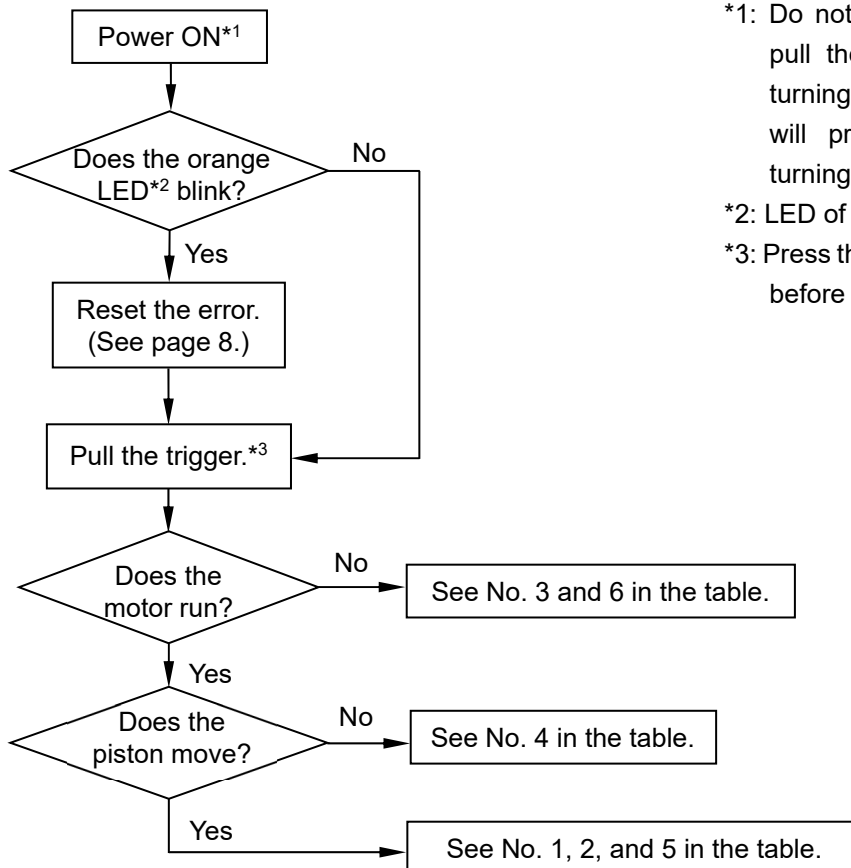 Power ON*1
Does the orange
LED*2 blink?
No
Yes
Reset the error.
(See page 8.)
Pull the trigger.*3
Does the
motor run?
No
See No. 3 and 6 in the table.
Yes
Does the
piston move?
No
See No. 4 in the table.
Yes
See No. 1, 2, and 5 in the table.
*1: Do not
pull the
turning
will
turning
*2: LED of
*3: Press
before